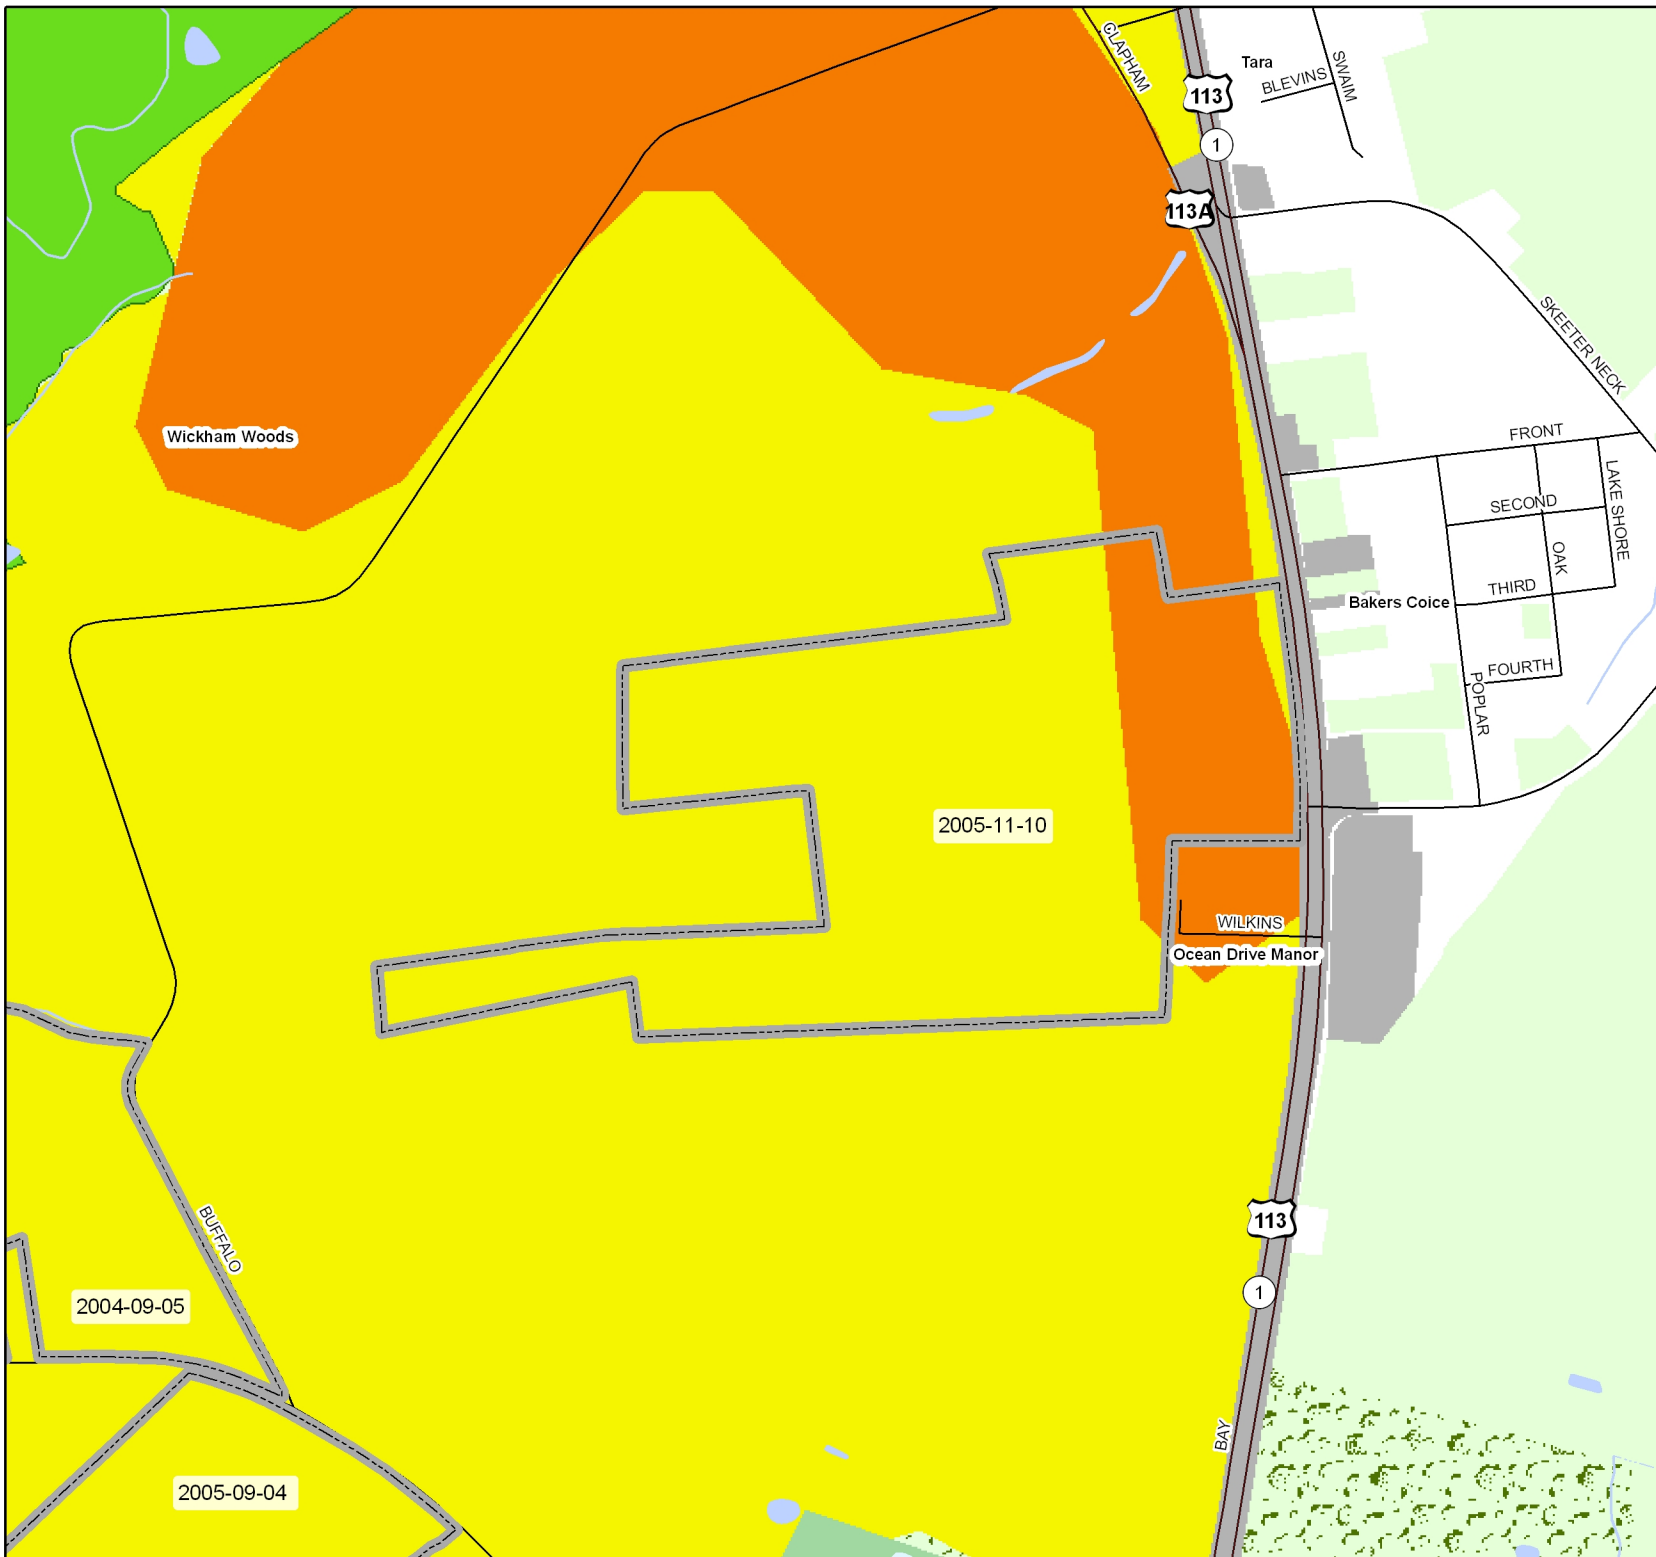 CLAPHAM
Tara
SWAIM
BLEVINS
113
1
113A
SKEETER NECK
Wickham Woods
FRONT
LAKE SHORE
SECOND
OAK
THIRD
Bakers Coice
FOURTH
POPLAR
2005-11-10
WILKINS
Ocean Drive Manor
113
BUFFALO
1
2004-09-05
BAY
2005-09-04